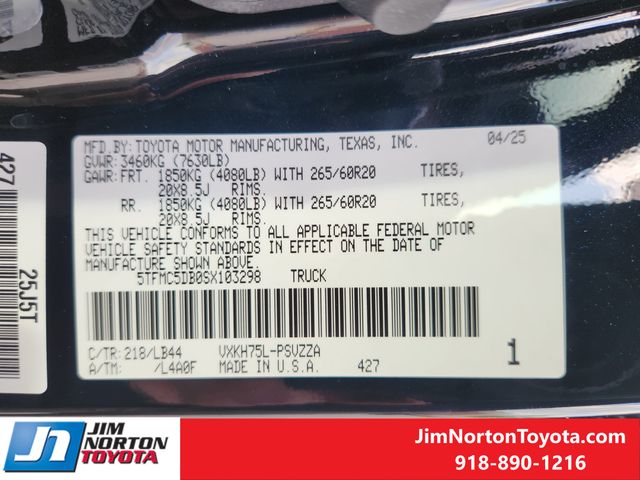 MFD.BY: TOYOTA MOTOR MANUFACTURING, TEXAS, INC. 04/25
GVWR: 3460KG (7630LB)
GAWR: FRT. 1850KG (4080LB) WITH 265/60R20 TIRES,
20X8.5J RIMS.
RR. 1850KG (4080LB) WITH 265/60R20 TIRES,
20X8.5J RIMS.
THIS VEHICLE CONFORMS TO ALL APPLICABLE FEDERAL MOTOR
VEHICLE SAFETY STANDARDS IN EFFECT ON THE DATE OF
MANUFACTURE SHOWN ABOVE
5TFMC5DB0SX103298 TRUCK
C/TR: 218/LB44 VXKH75L-PSVZZA
A/TM: /L4A0F MADE IN U.S.A. 427
1
427
25J5T
JIM
NORTON
TOYOTA
JimNortonToyota.com
918-890-1216